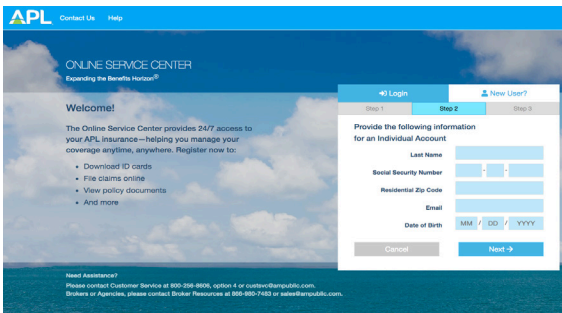 APL Contact Us Help
ONLINE SERVICE CENTER
Expanding the Benefits Horizon®
Welcome!
The Online Service Center provides 24/7 access to
your APL insurance—helping you manage your
coverage anytime, anywhere. Register now to:
• Download ID cards
• File claims online
• View policy documents
• And more
Login New User?
Step 1 Step 2 Step 3
Provide the following information
for an Individual Account
Last Name
Social Security Number - -
Residential Zip Code
Email
Date of Birth MM / DD / YYYY
Cancel Next →
Need Assistance?
Please contact Customer Service at 800-256-8606, option 4 or custsvc@ampublic.com.
Brokers or Agencies, please contact Broker Resources at 866-980-7483 or sales@ampublic.com.